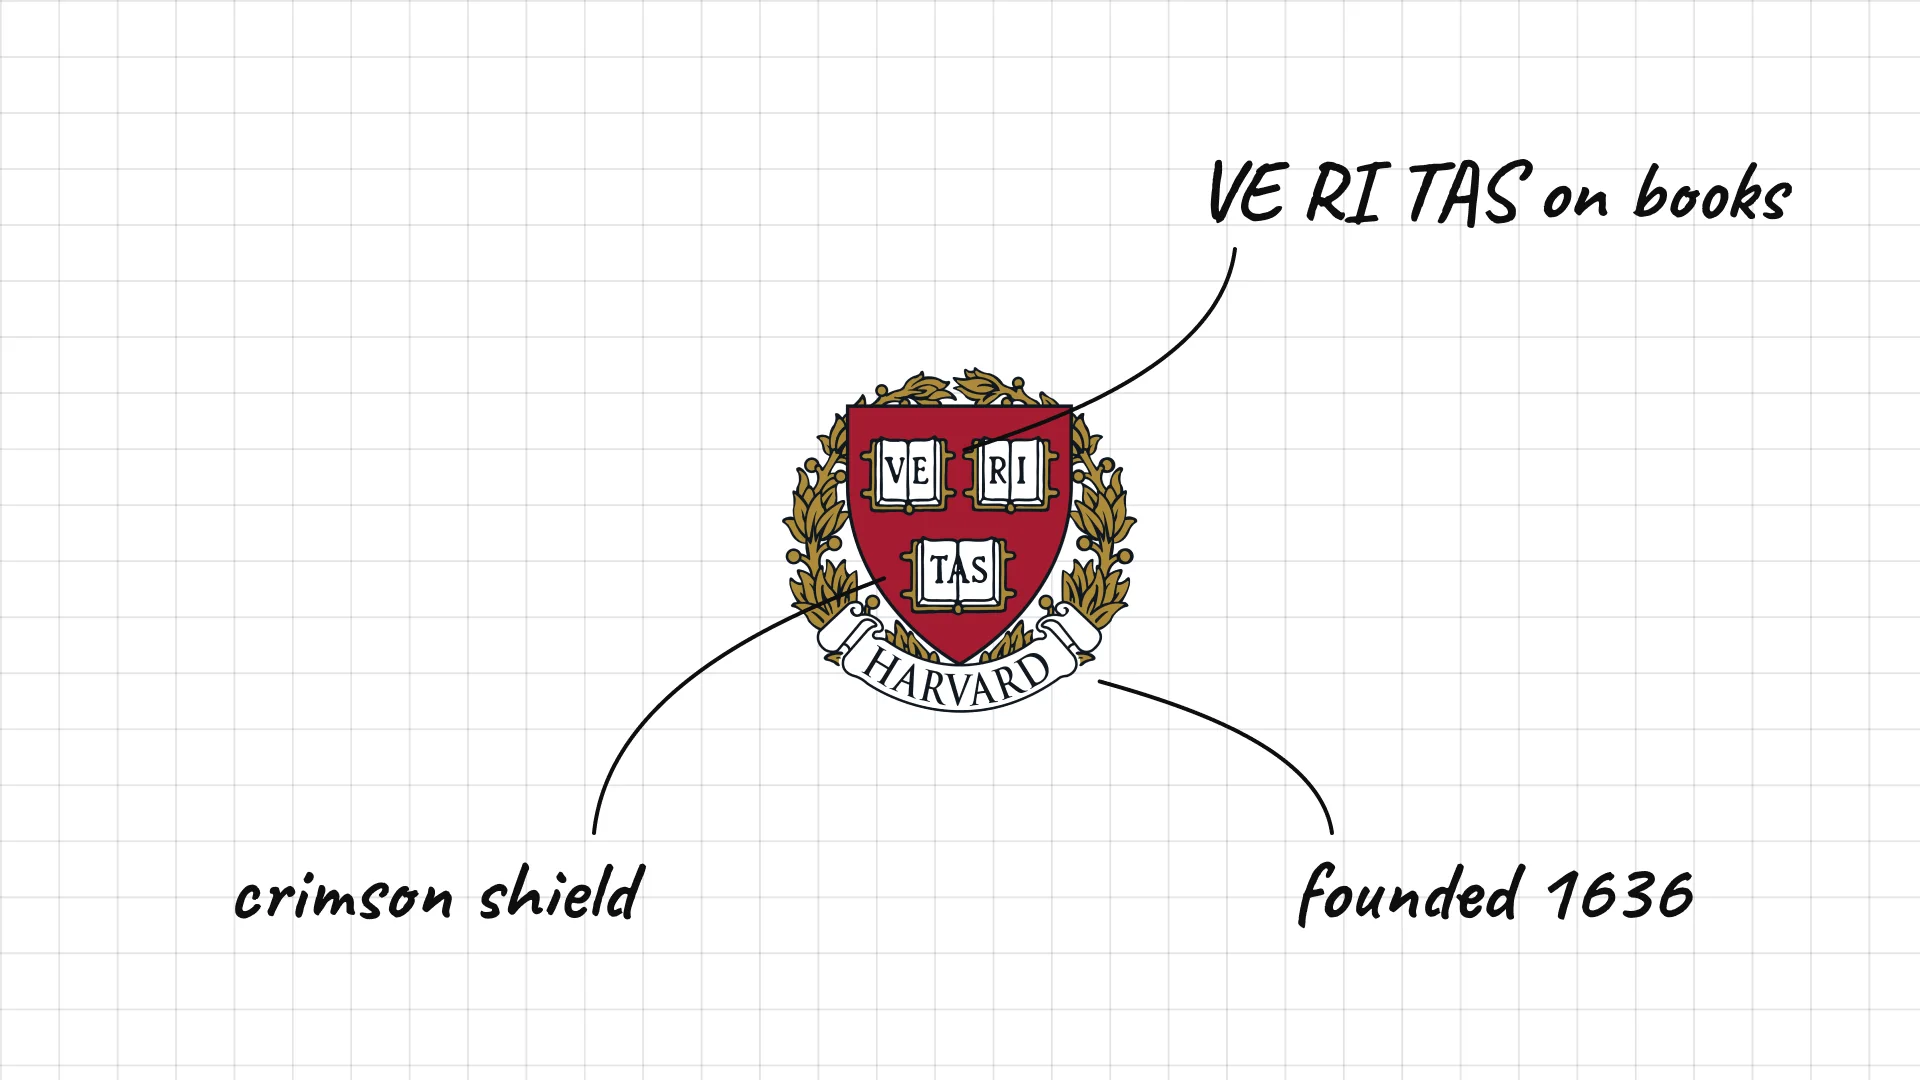 VE RI TAS on books
VE RI
TAS
HARVARD
crimson shield
founded 1636